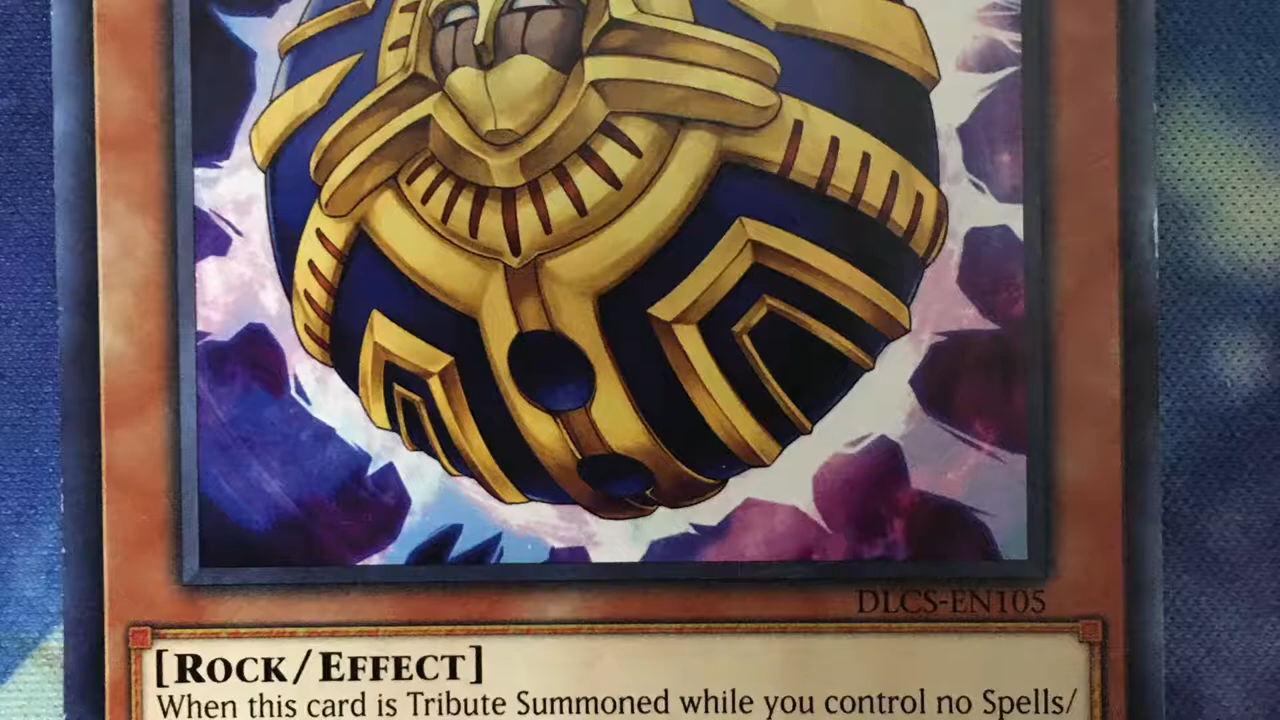 DLCS-EN105
[ROCK/EFFECT]
When this card is Tribute Summoned while you control no Spells/